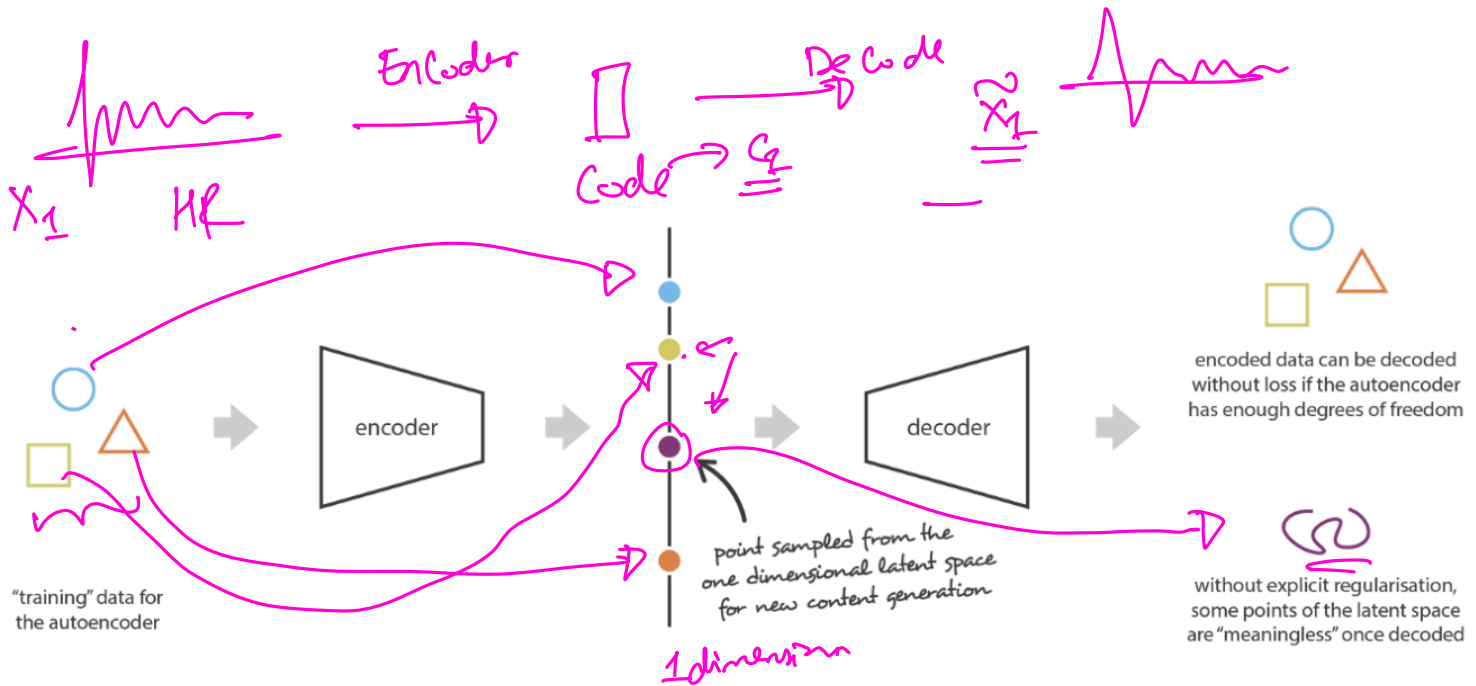 Encoder
Decode
X̃1
Code
C1
X1
HR
encoder
decoder
encoded data can be decoded
without loss if the autoencoder
has enough degrees of freedom
point sampled from the
one dimensional latent space
for new content generation
"training" data for
the autoencoder
without explicit regularisation,
some points of the latent space
are "meaningless" once decoded
1 dimension